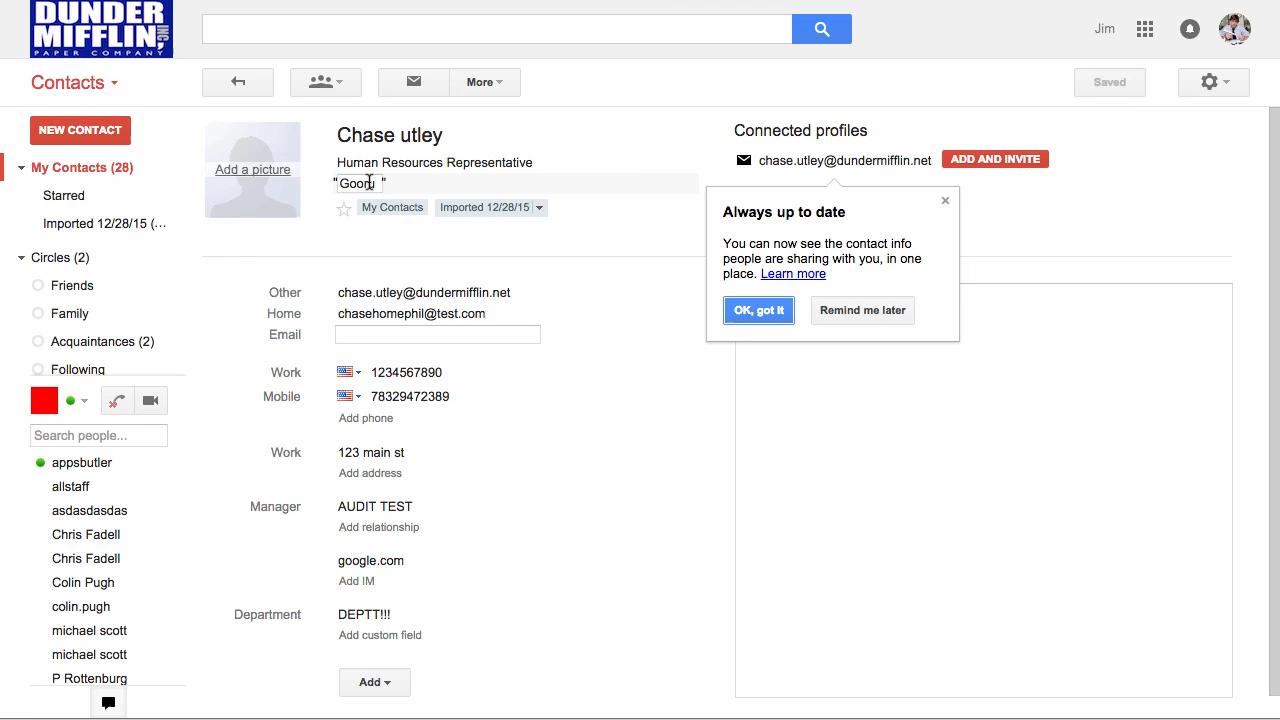 DUNDER
MIFFLIN, INC
PAPER COMPANY
Jim
Contacts
More
Saved
NEW CONTACT
My Contacts (28)
Starred
Imported 12/28/15 (...
Circles (2)
Friends
Family
Acquaintances (2)
Following
Search people...
appsbutler
allstaff
asdasdasdas
Chris Fadell
Chris Fadell
Colin Pugh
colin.pugh
michael scott
michael scott
P Rottenburg
Add a picture
Chase utley
Human Resources Representative
"Gooru"
My Contacts Imported 12/28/15
Other chase.utley@dundermifflin.net
Home chasehomephil@test.com
Email
Work 1234567890
Mobile 78329472389
Add phone
Work 123 main st
Add address
Manager AUDIT TEST
Add relationship
google.com
Add IM
Department DEPTT!!!
Add custom field
Add
Connected profiles
chase.utley@dundermifflin.net ADD AND INVITE
Always up to date
You can now see the contact info
people are sharing with you, in one
place. Learn more
OK, got it Remind me later